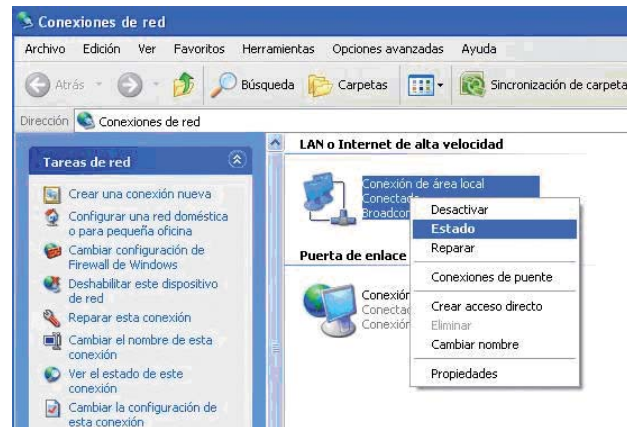 Conexiones de red
Archivo Edición Ver Favoritos Herramientas Opciones avanzadas Ayuda
Atrás Búsqueda Carpetas Sincronización de carpeta
Dirección Conexiones de red
Tareas de red
Crear una conexión nueva
Configurar una red doméstica
o para pequeña oficina
Cambiar configuración de
Firewall de Windows
Deshabilitar este dispositivo
de red
Reparar esta conexión
Cambiar el nombre de esta
conexión
Ver el estado de este
conexión
Cambiar la configuración de
esta conexión
LAN o Internet de alta velocidad
Conexión de área local
Conectado
Broadcom
Puerta de enlace
Conexión
Conectad
Conexión
Desactivar
Estado
Reparar
Conexiones de puente
Crear acceso directo
Eliminar
Cambiar nombre
Propiedades